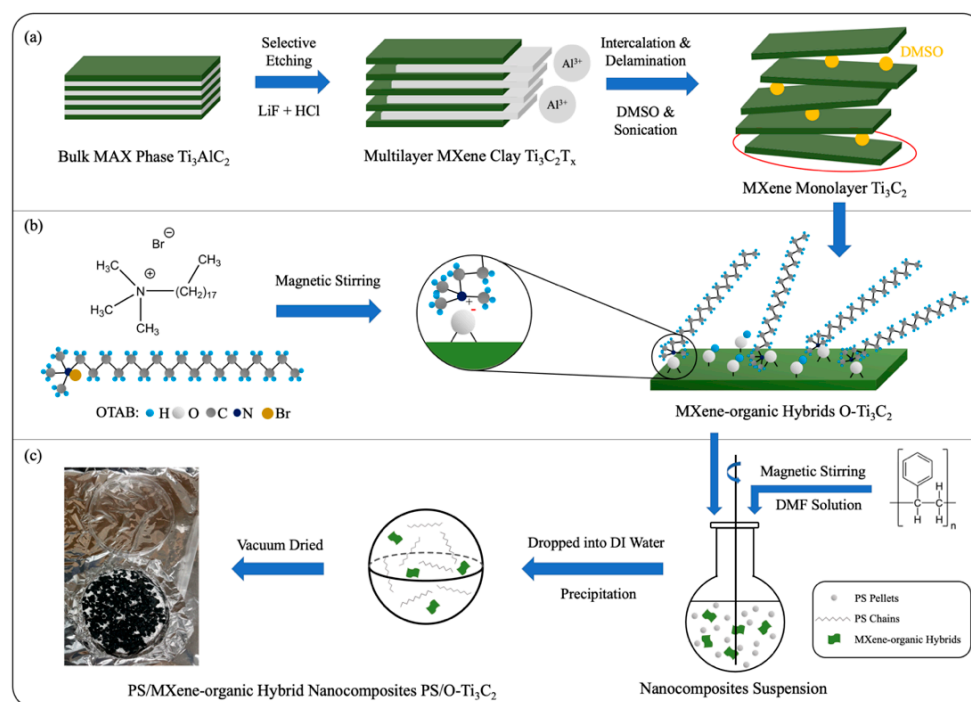 (a)
Selective
Etching
LiF + HCl
Al³⁺
Al³⁺
Intercalation &
Delamination
DMSO &
Sonication
DMSO
Bulk MAX Phase Ti₃AlC₂
Multilayer MXene Clay Ti₃C₂Tₓ
MXene Monolayer Ti₃C₂
(b)
Br⊖
H₃C
CH₃
⊕
N
(CH₂)₁₇
H₃C
CH₃
Magnetic Stirring
+
-
OTAB: H O C N Br
MXene-organic Hybrids O-Ti₃C₂
(c)
Vacuum Dried
Dropped into DI Water
Precipitation
Magnetic Stirring
DMF Solution
H
C
C
H
H
n
PS Pellets
PS Chains
MXene-organic Hybrids
PS/MXene-organic Hybrid Nanocomposites PS/O-Ti₃C₂
Nanocomposites Suspension